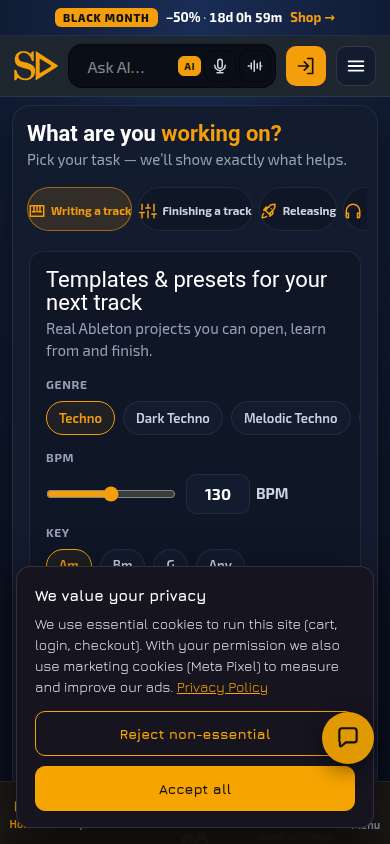 BLACK MONTH −50% · 18d 0h 59m Shop →
Ask AI... AI
What are you working on?
Pick your task — we'll show exactly what helps.
Writing a track Finishing a track Releasing
Templates & presets for your
next track
Real Ableton projects you can open, learn
from and finish.
GENRE
Techno Dark Techno Melodic Techno
BPM
130 BPM
KEY
Am Bm G Any
We value your privacy
We use essential cookies to run this site (cart,
login, checkout). With your permission we also
use marketing cookies (Meta Pixel) to measure
and improve our ads. Privacy Policy
Reject non-essential
Accept all
Menu